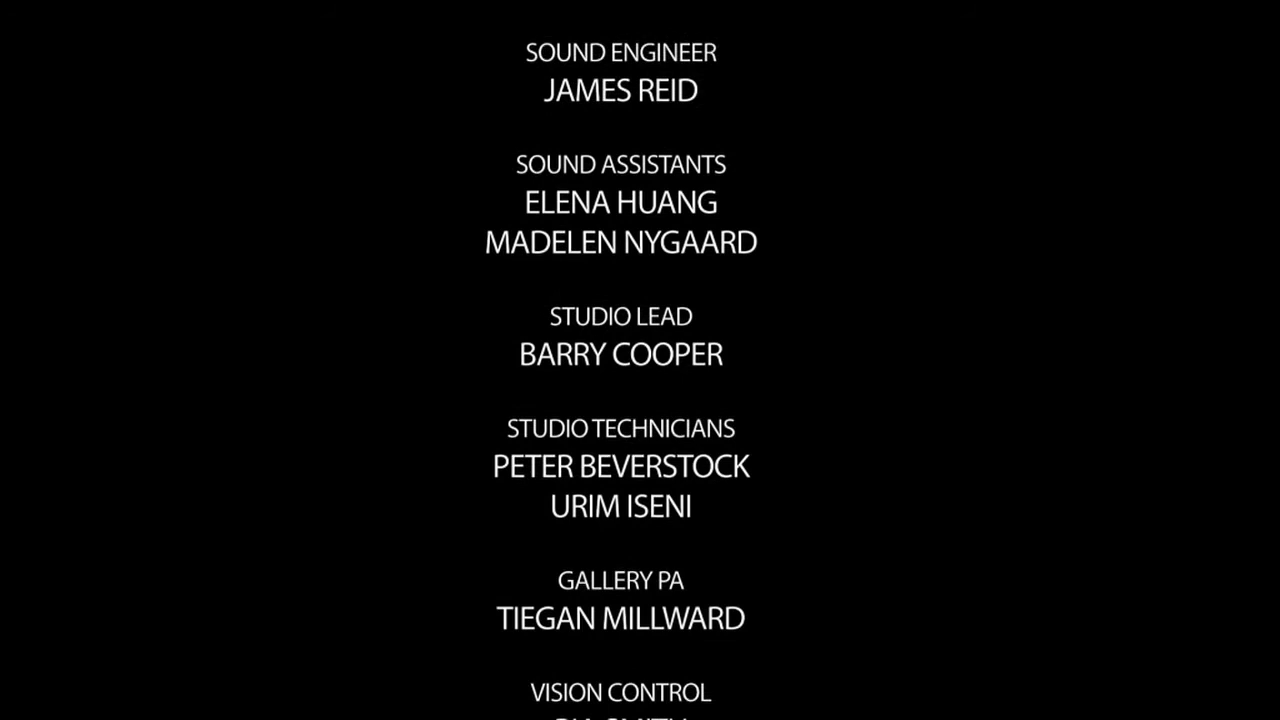 SOUND ENGINEER
JAMES REID
SOUND ASSISTANTS
ELENA HUANG
MADELEN NYGAARD
STUDIO LEAD
BARRY COOPER
STUDIO TECHNICIANS
PETER BEVERSTOCK
URIM ISENI
GALLERY PA
TIEGAN MILLWARD
VISION CONTROL